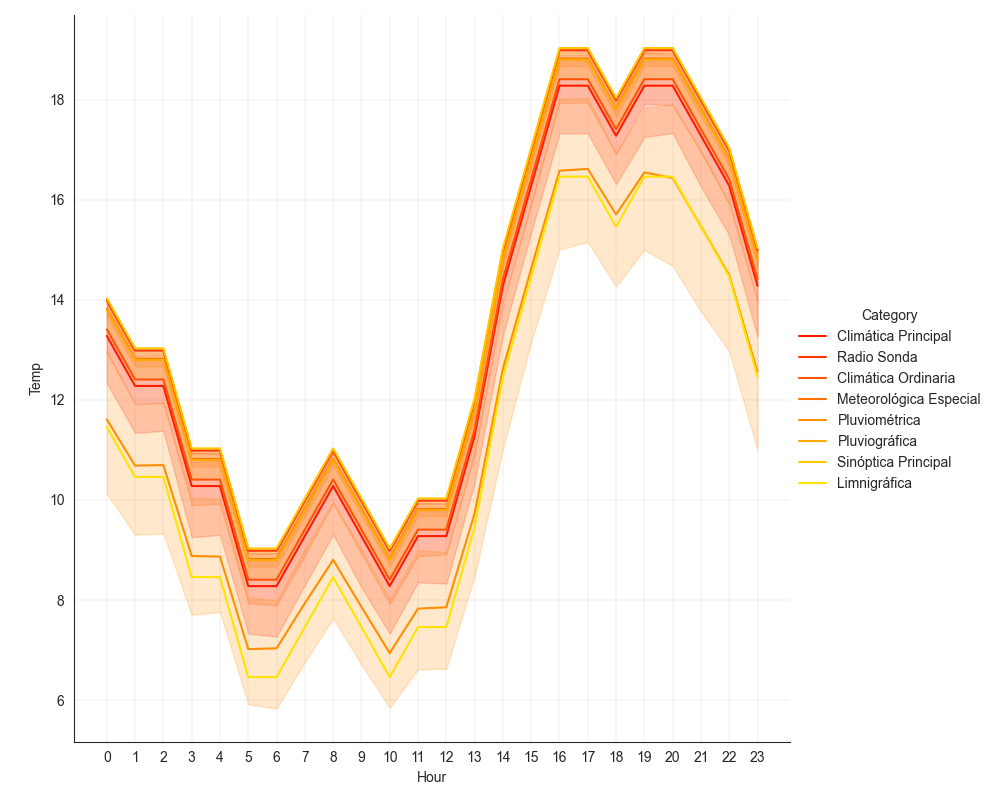 Temp
18
16
14
12
10
8
6
0 1 2 3 4 5 6 7 8 9 10 11 12 13 14 15 16 17 18 19 20 21 22 23
Hour
Category
Climática Principal
Radio Sonda
Climática Ordinaria
Meteorológica Especial
Pluviométrica
Pluviográfica
Sinóptica Principal
Limnigráfica